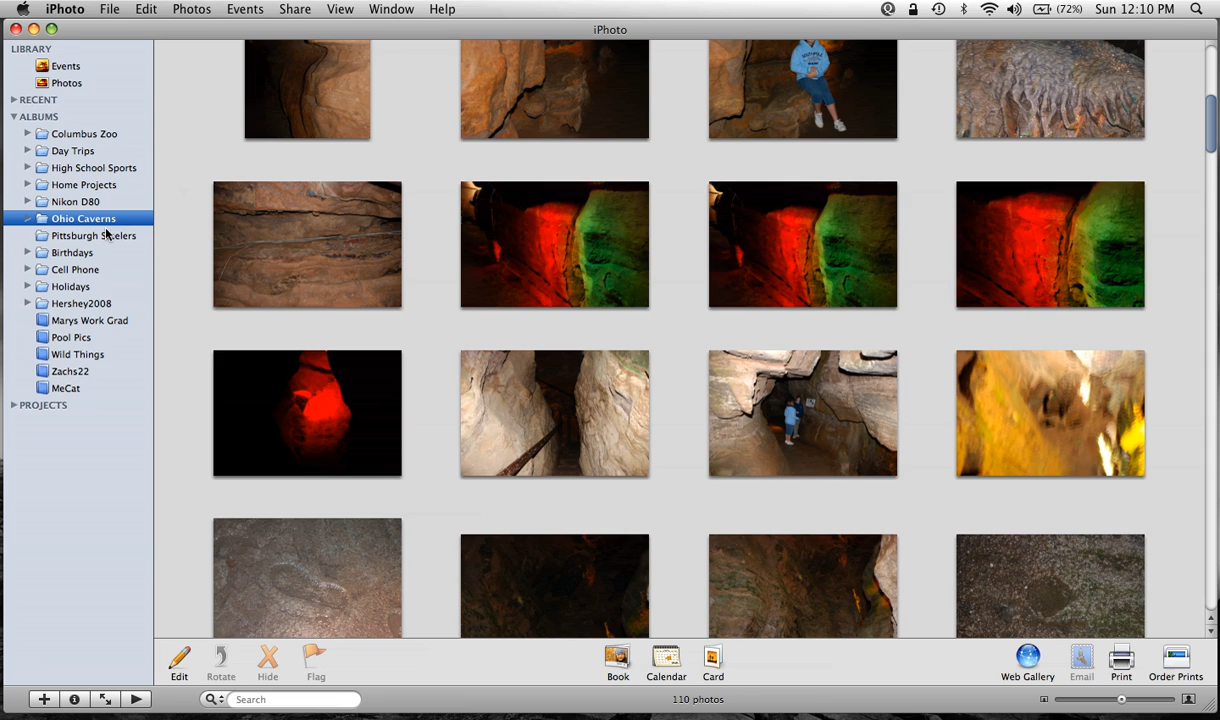 iPhoto File Edit Photos Events Share View Window Help (72%) Sun 12:10 PM
iPhoto
LIBRARY
Events
Photos
RECENT
ALBUMS
Columbus Zoo
Day Trips
High School Sports
Home Projects
Nikon D80
Ohio Caverns
Pittsburgh
Birthdays
Cell Phone
Holidays
Hershey2008
Marys Work Grad
Pool Pics
Wild Things
Zachs22
MeCat
PROJECTS
Edit Rotate Hide Flag Book Calendar Card Web Gallery Email Print Order Prints
Search 110 photos